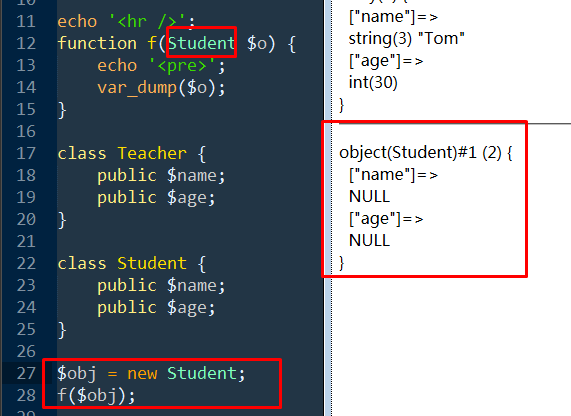 11 echo '<hr />';
12 function f(Student $o) {
13     echo '<pre>';
14     var_dump($o);
15 }
16
17 class Teacher {
18     public $name;
19     public $age;
20 }
21
22 class Student {
23     public $name;
24     public $age;
25 }
26
27 $obj = new Student;
28 f($obj);
["name"]=>
string(3) "Tom"
["age"]=>
int(30)
}
object(Student)#1 (2) {
["name"]=>
NULL
["age"]=>
NULL
}